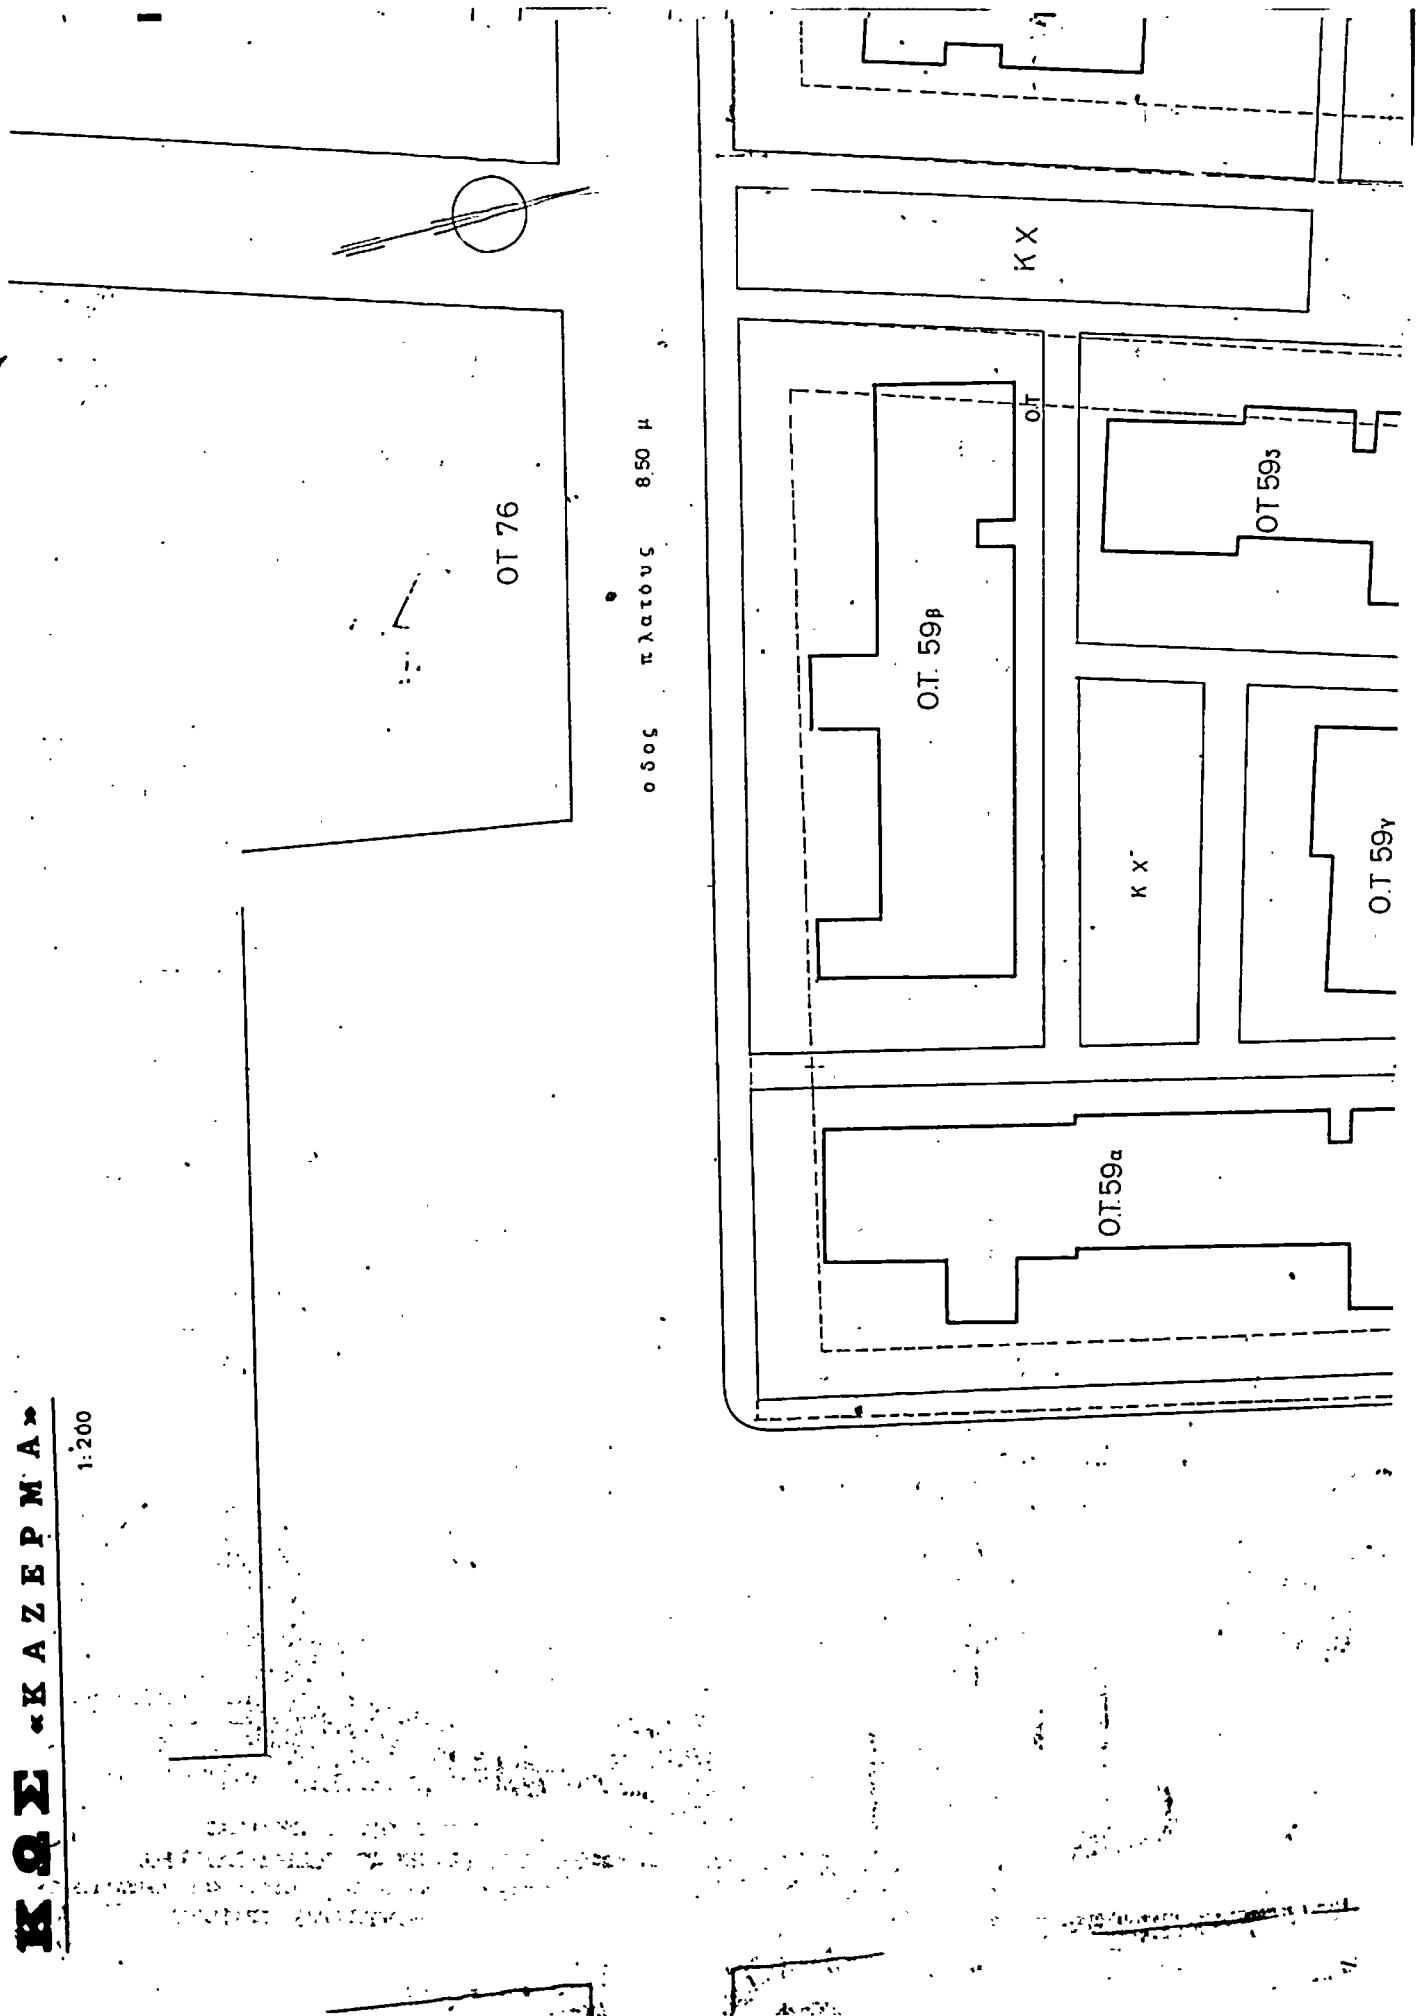 ΚΩΣ «ΚΑΖΕΡΜΑ»
1:200
ΟΤ 76
οδος πλατους 8.50 μ
Κ Χ
Ο.Τ. 59β
Ο.Τ
ΟΤ 59δ
Κ Χ
Ο.Τ 59γ
Ο.Τ.59α